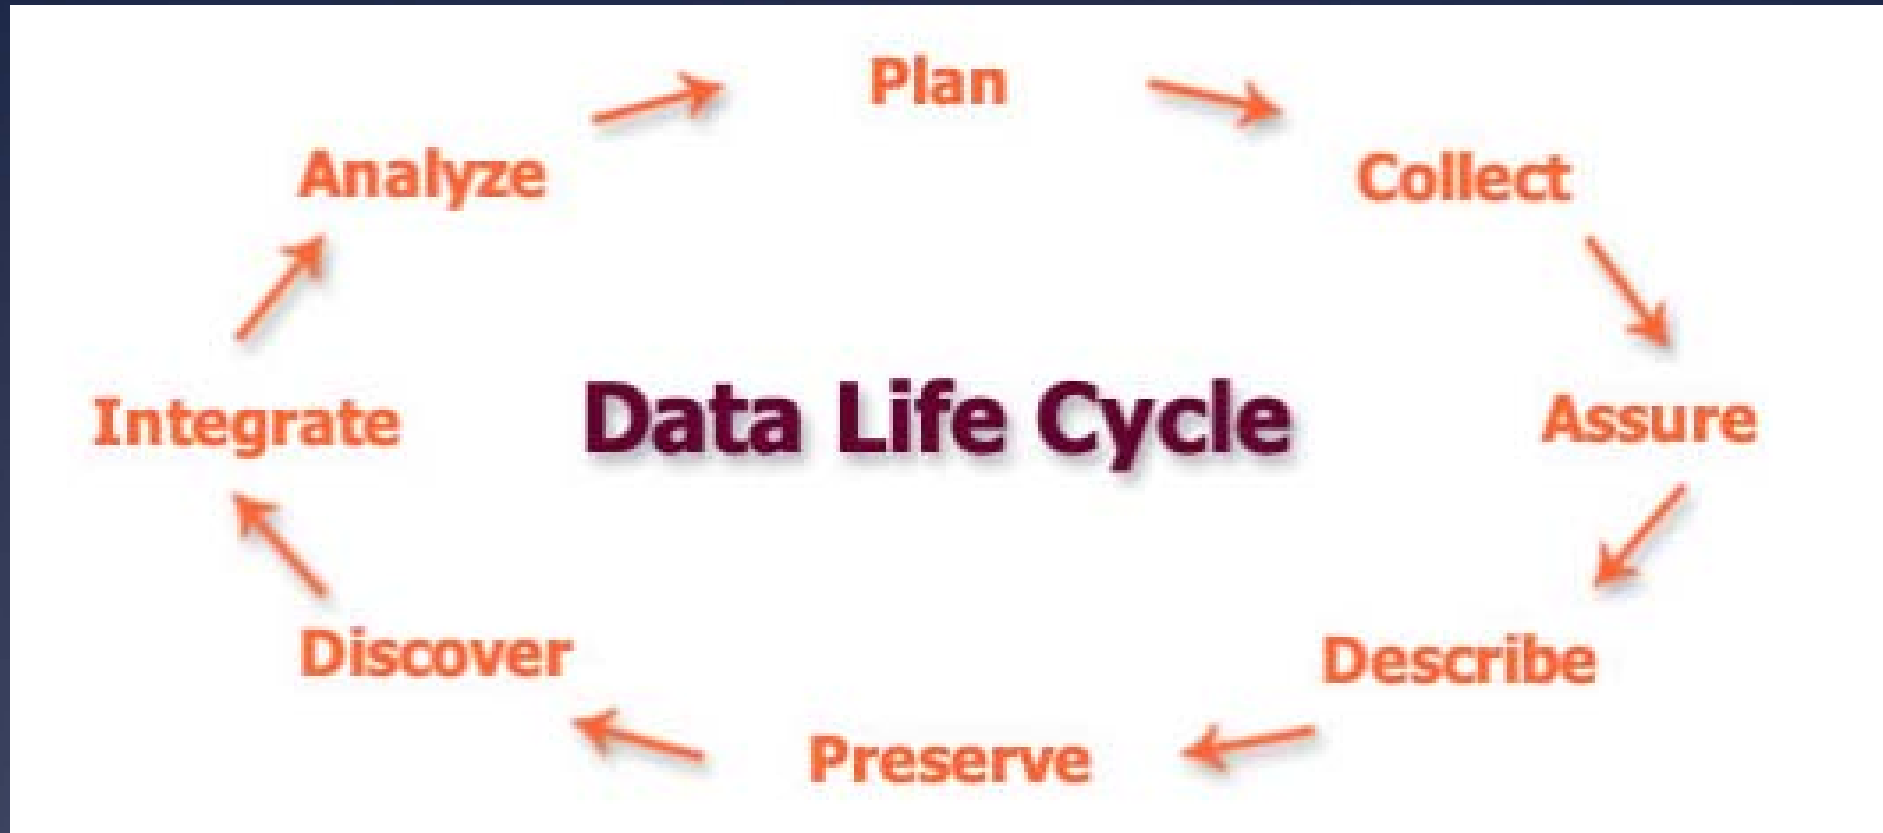 Plan
Collect
Assure
Describe
Preserve
Discover
Integrate
Analyze
Data Life Cycle